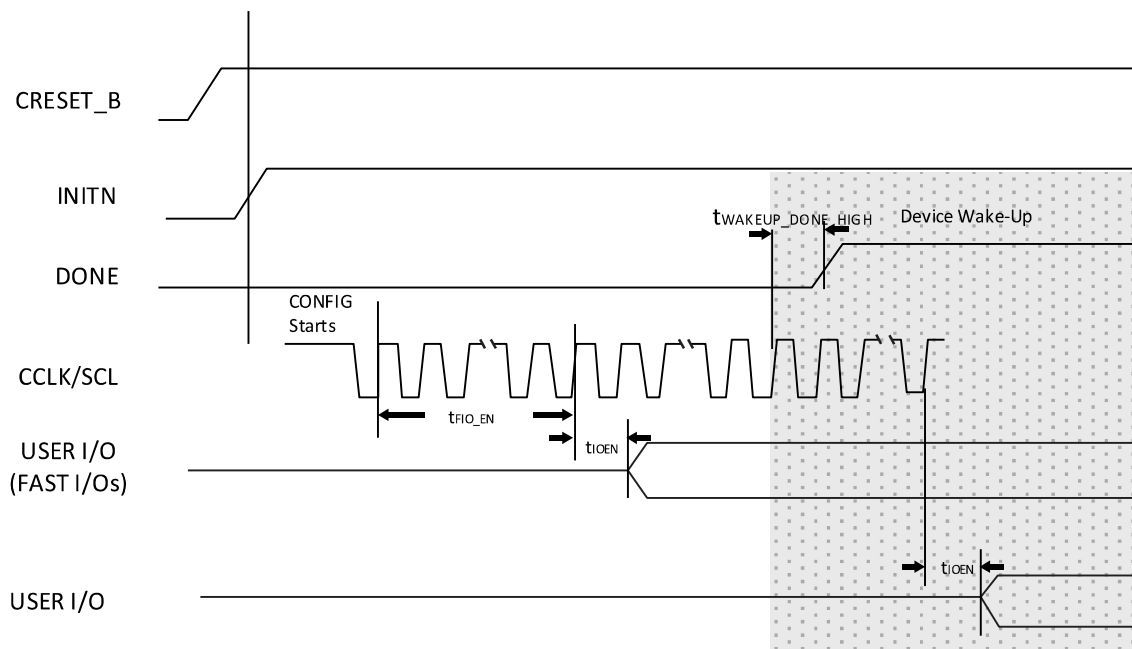 CRESET_B
INITN
tWAKEUP_DONE_HIGH Device Wake-Up
DONE
CONFIG
Starts
CCLK/SCL
tFIO_EN
USER I/O
(FAST I/Os)
tIOEN
tIOEN
USER I/O